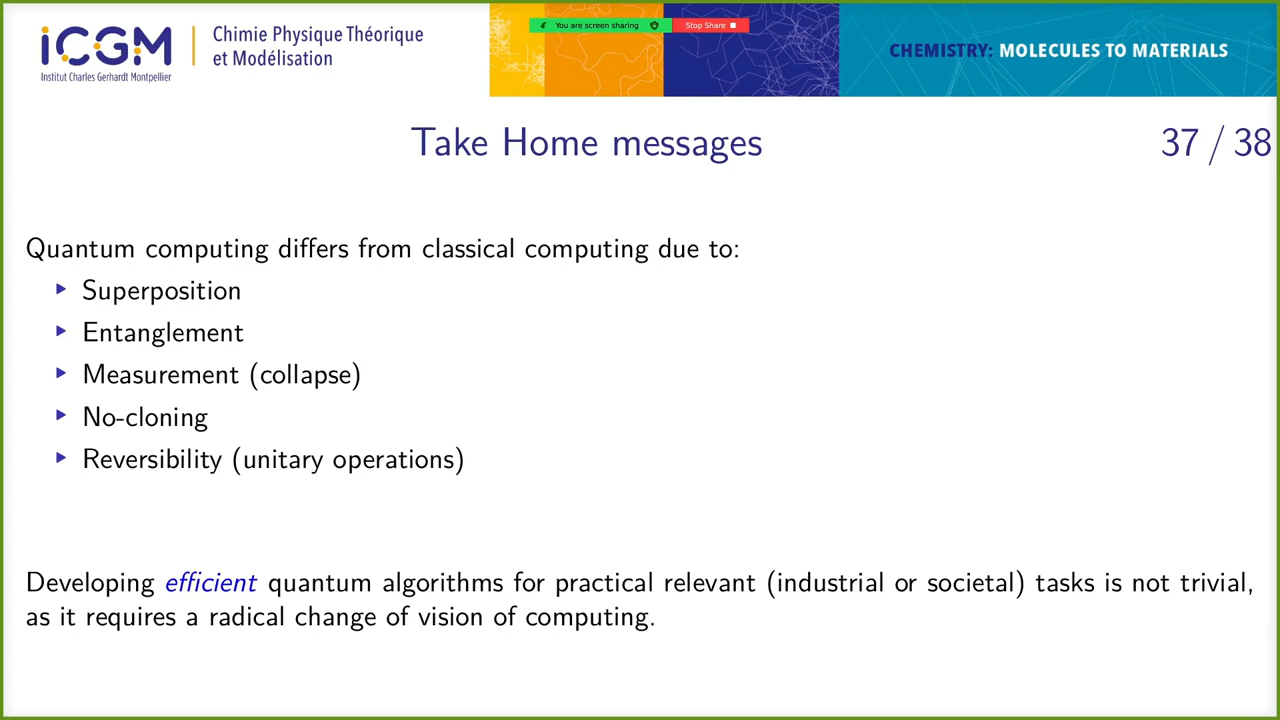 iCGM
Institut Charles Gerhardt Montpellier
Chimie Physique Théorique
et Modélisation
You are screen sharing
Stop Share
CHEMISTRY: MOLECULES TO MATERIALS
Take Home messages
37 / 38
Quantum computing differs from classical computing due to:
Superposition
Entanglement
Measurement (collapse)
No-cloning
Reversibility (unitary operations)
Developing efficient quantum algorithms for practical relevant (industrial or societal) tasks is not trivial,
as it requires a radical change of vision of computing.